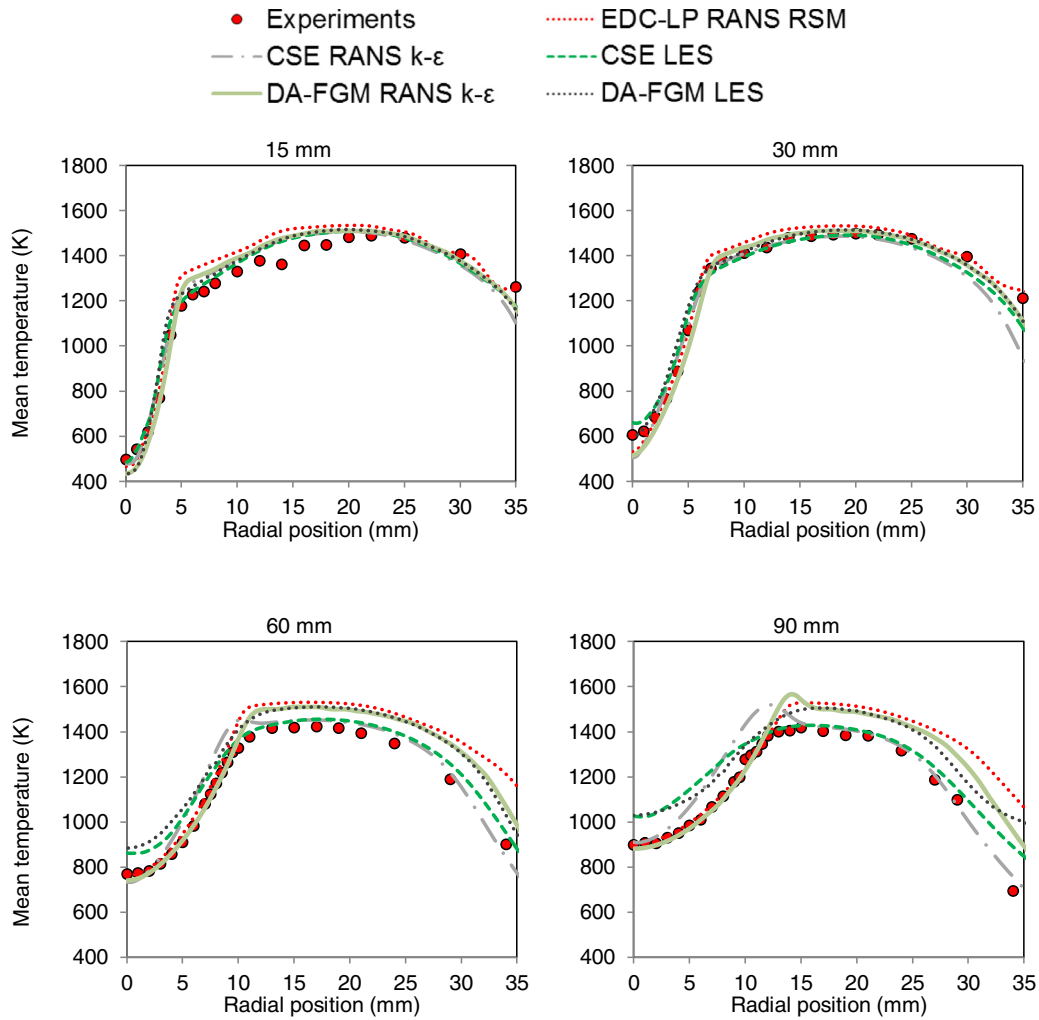 Experiments EDC-LP RANS RSM
CSE RANS k-ε CSE LES
DA-FGM RANS k-ε DA-FGM LES
15 mm 30 mm
1800 1800
1600 1600
1400 1400
1200 1200
1000 1000
800 800
600 600
400 400
0 5 10 15 20 25 30 35 0 5 10 15 20 25 30 35
Mean temperature (K)
Radial position (mm) Radial position (mm)
60 mm 90 mm
1800 1800
1600 1600
1400 1400
1200 1200
1000 1000
800 800
600 600
400 400
0 5 10 15 20 25 30 35 0 5 10 15 20 25 30 35
Mean temperature (K)
Radial position (mm) Radial position (mm)